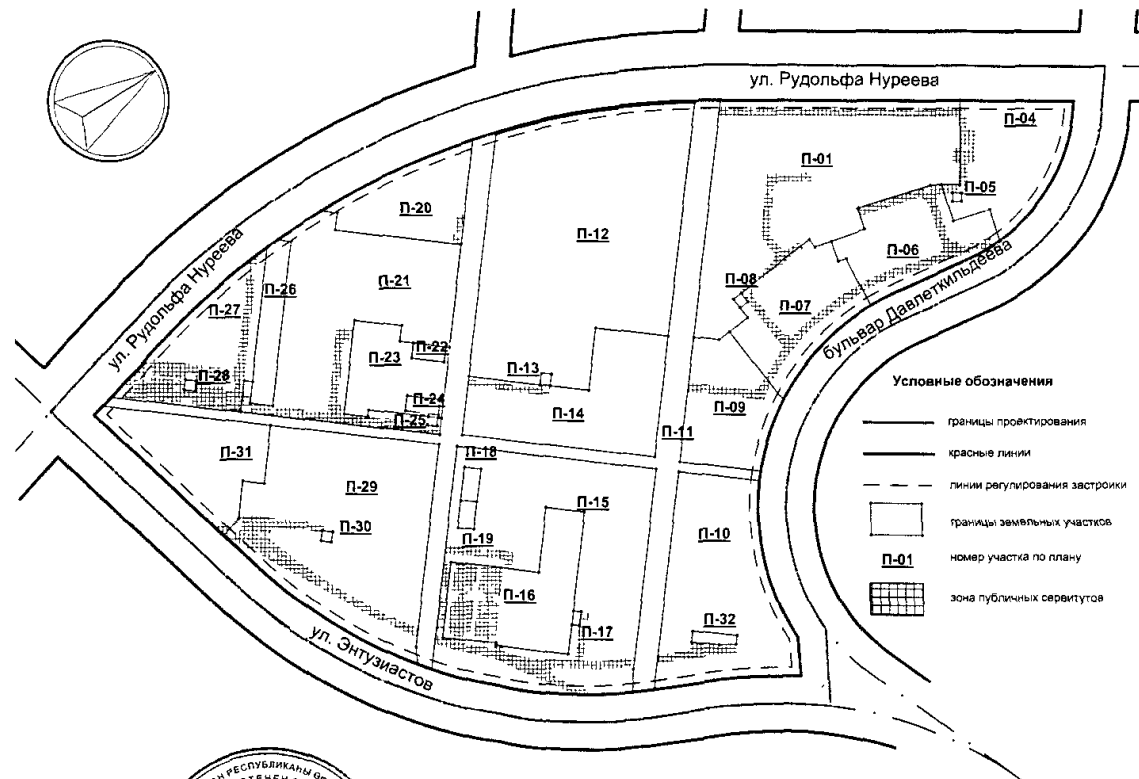 ул. Рудольфа Нуреева
П-04
П-01
П-05
П-20
П-12
П-06
ул. Рудольфа Нуреева
П-26
П-21
П-08
П-27
П-07
бульвар Давлеткильдеева
П-22
П-23
П-13
П-28
Условные обозначения
П-24
П-09
П-14
П-25
границы проектирования
П-11
П-31
П-18
красные линии
П-29
линии регулирования застройки
П-15
границы земельных участков
П-30
П-10
П-19
П-01
номер участка по плану
П-16
зона публичных сервитутов
П-32
П-17
ул. Энтузиастов
РЕСПУБЛИКАҺЫ